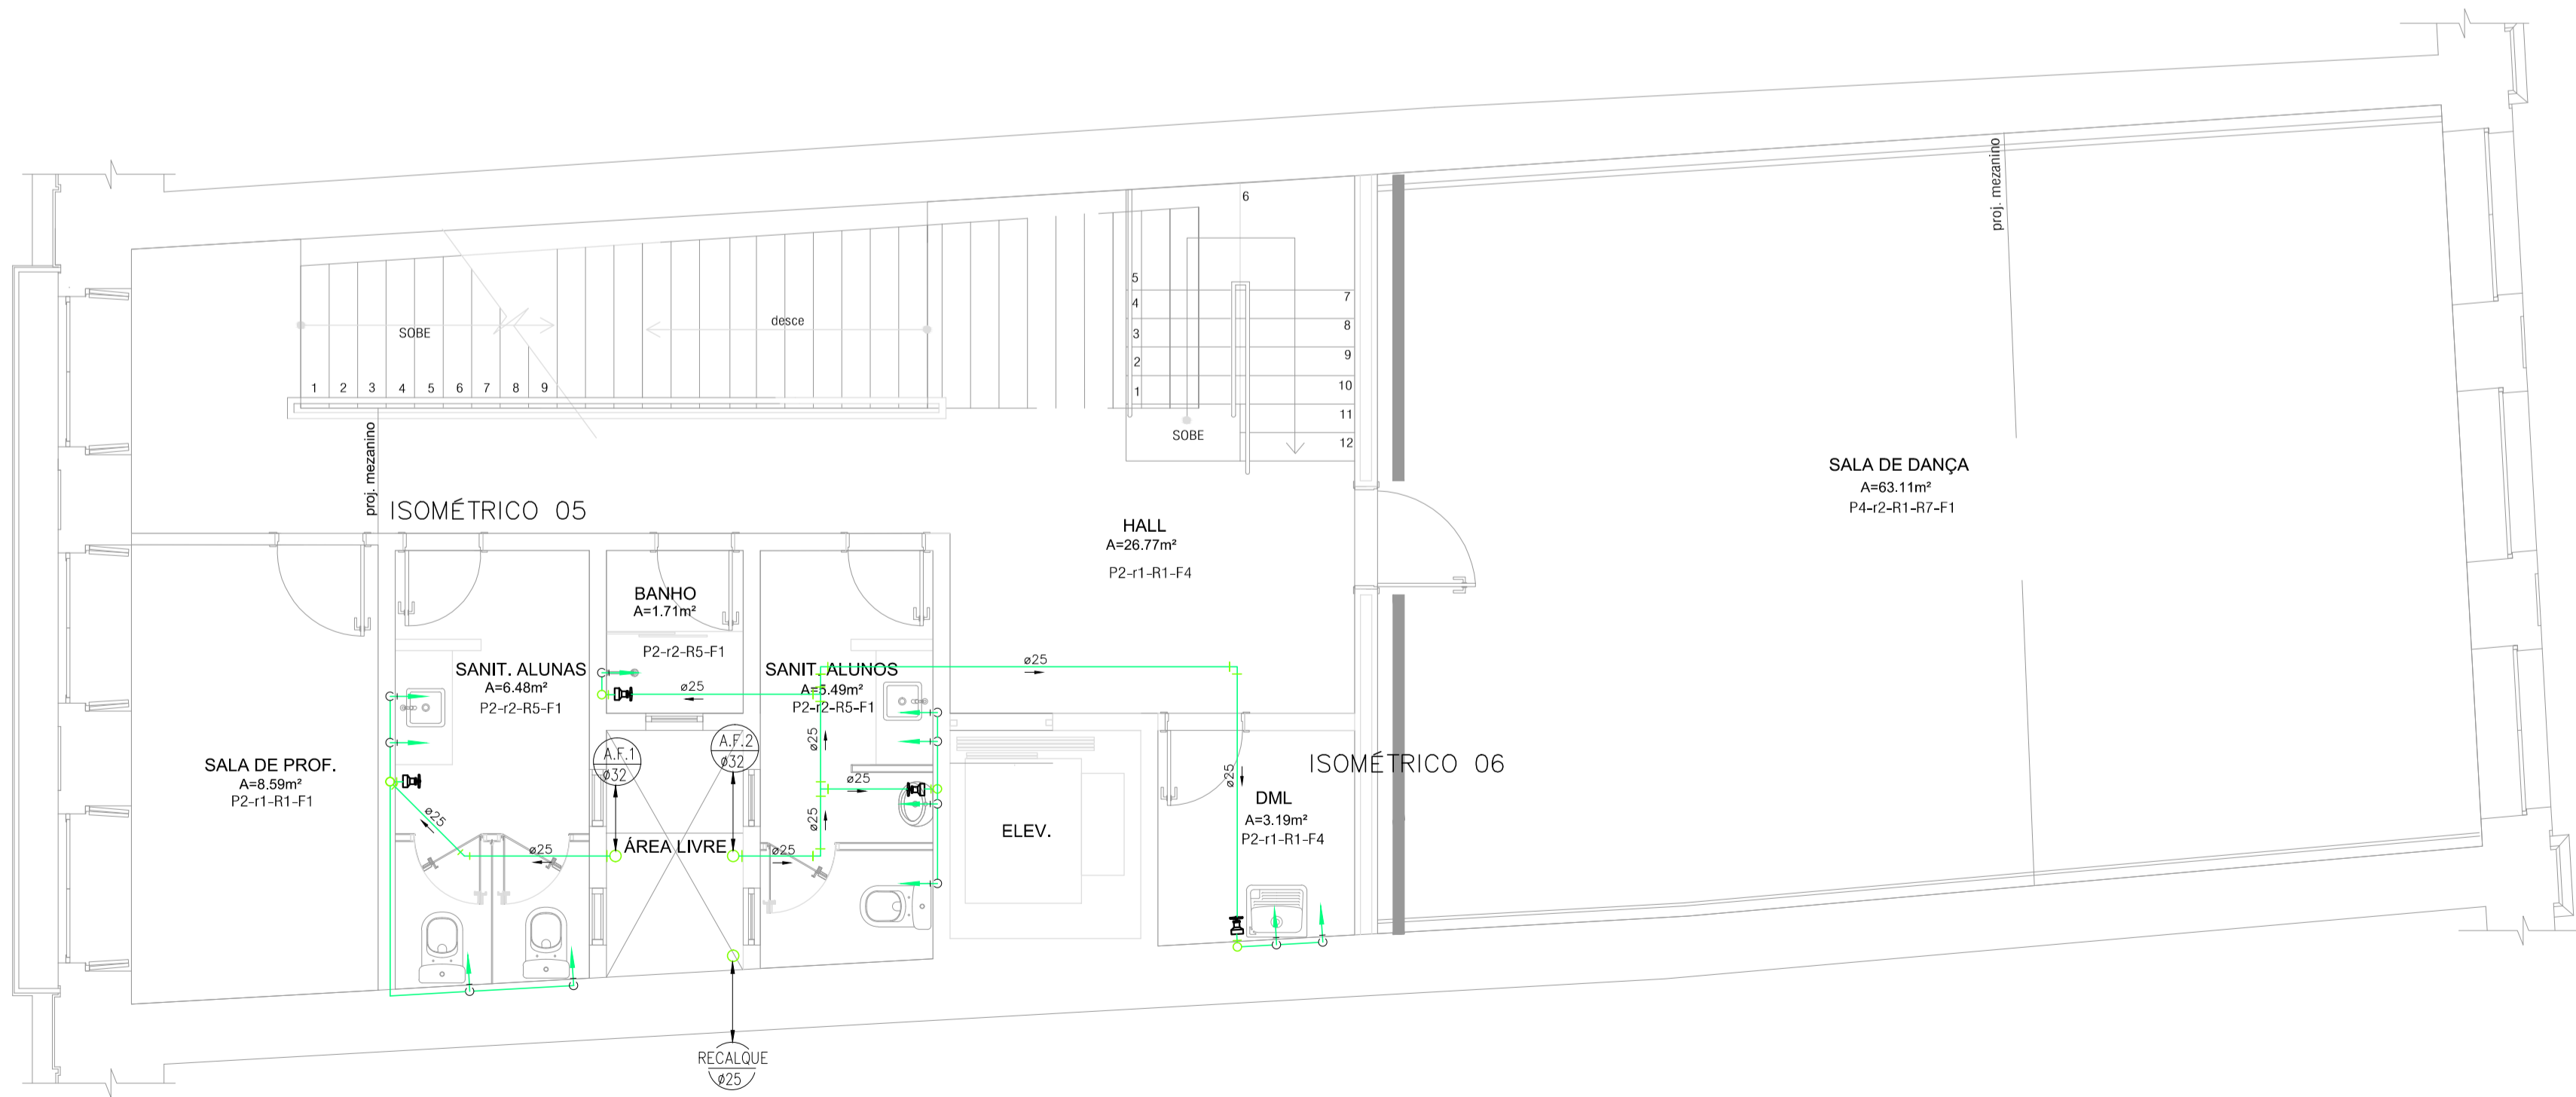 proj. mezanino
6
5
4
3
2
1
7
8
9
10
11
12
SOBE
SOBE
desce
1 2 3 4 5 6 7 8 9
proj. mezanino
ISOMÉTRICO 05
SALA DE DANÇA
A=63.11m²
P4-r2-R1-R7-F1
HALL
A=26.77m²
P2-r1-R1-F4
BANHO
A=1.71m²
P2-r2-R5-F1
SANIT. ALUNAS
A=6.48m²
P2-r2-R5-F1
SANIT. ALUNOS
A=5.49m²
P2-r2-R5-F1
ø25
ø25
ø25
A.F.1
ø32
A.F.2
ø32
SALA DE PROF.
A=8.59m²
P2-r1-R1-F1
ø25
ø25
ISOMÉTRICO 06
DML
A=3.19m²
P2-r1-R1-F4
ELEV.
ø25
ø25
ø25
ÁREA LIVRE
ø25
RECALQUE
ø25